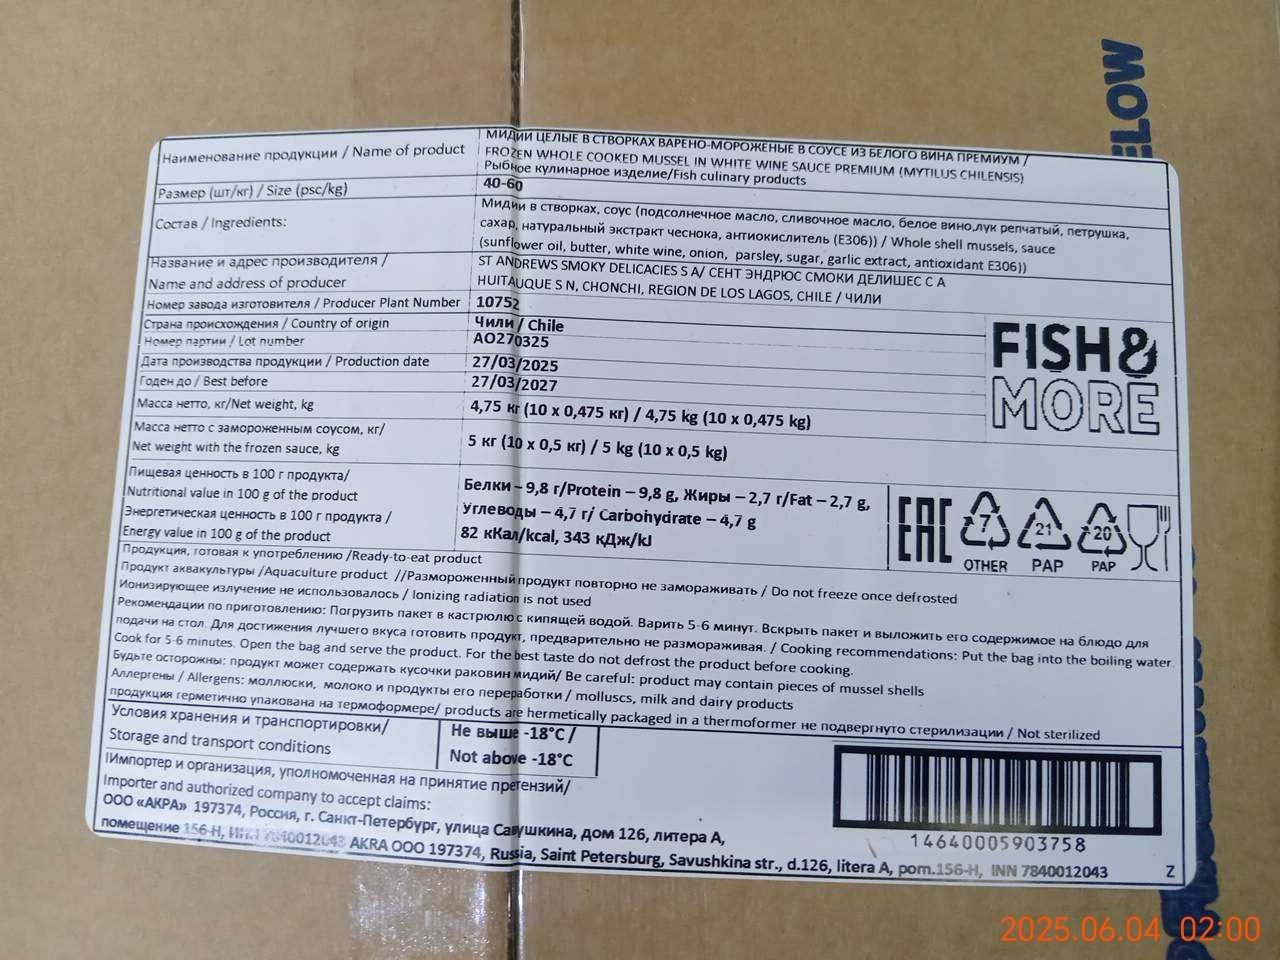 ELOW
Наименование продукции / Name of product
МИДИИ ЦЕЛЫЕ В СТВОРКАХ ВАРЕНО-МОРОЖЕНЫЕ В СОУСЕ ИЗ БЕЛОГО ВИНА ПРЕМИУМ /
FROZEN WHOLE COOKED MUSSEL IN WHITE WINE SAUCE PREMIUM (MYTILUS CHILENSIS)
Рыбное кулинарное изделие/Fish culinary products
Размер (шт/кг) / Size (psc/kg)
40-60
Состав / Ingredients:
Мидии в створках, соус (подсолнечное масло, сливочное масло, белое вино,лук репчатый, петрушка,
сахар, натуральный экстракт чеснока, антиокислитель (Е306)) / Whole shell mussels, sauce
(sunflower oil, butter, white wine, onion, parsley, sugar, garlic extract, antioxidant E306))
Название и адрес производителя /
Name and address of producer
ST ANDREWS SMOKY DELICACIES S A/ СЕНТ ЭНДРЮС СМОКИ ДЕЛИШЕС С А
HUITAUQUE S N, CHONCHI, REGION DE LOS LAGOS, CHILE / ЧИЛИ
Номер завода изготовителя / Producer Plant Number
10752
Страна происхождения / Country of origin
Чили / Chile
Номер партии / Lot number
AO270325
Дата производства продукции / Production date
27/03/2025
Годен до / Best before
27/03/2027
Масса нетто, кг/Net weight, kg
4,75 кг (10 х 0,475 кг) / 4,75 kg (10 x 0,475 kg)
Масса нетто с замороженным соусом, кг/
Net weight with the frozen sauce, kg
5 кг (10 х 0,5 кг) / 5 kg (10 x 0,5 kg)
FISH&
MORE
Пищевая ценность в 100 г продукта/
Nutritional value in 100 g of the product
Энергетическая ценность в 100 г продукта /
Energy value in 100 g of the product
Белки – 9,8 г/Protein – 9,8 g, Жиры – 2,7 г/Fat – 2,7 g,
Углеводы – 4,7 г/ Carbohydrate – 4,7 g
82 кКал/kcal, 343 кДж/kJ
EAC
7
OTHER
21
PAP
20
PAP
Продукция, готовая к употреблению /Ready-to-eat product
Продукт аквакультуры /Aquaculture product //Размороженный продукт повторно не замораживать / Do not freeze once defrosted
Ионизирующее излучение не использовалось / Ionizing radiation is not used
Рекомендации по приготовлению: Погрузить пакет в кастрюлю с кипящей водой. Варить 5-6 минут. Вскрыть пакет и выложить его содержимое на блюдо для
подачи на стол. Для достижения лучшего вкуса готовить продукт, предварительно не размораживая. / Cooking recommendations: Put the bag into the boiling water.
Cook for 5-6 minutes. Open the bag and serve the product. For the best taste do not defrost the product before cooking.
Будьте осторожны: продукт может содержать кусочки раковин мидий/ Be careful: product may contain pieces of mussel shells
Аллергены / Allergens: моллюски, молоко и продукты его переработки / molluscs, milk and dairy products
продукция герметично упакована на термоформере/ products are hermetically packaged in a thermoformer не подвергнуто стерилизации / Not sterilized
Условия хранения и транспортировки/
Storage and transport conditions
Не выше -18°C /
Not above -18°C
IИмпортер и организация, уполномоченная на принятие претензий/
Importer and authorized company to accept claims:
ООО «АКРА» 197374, Россия, г. Санкт-Петербург, улица Савушкина, дом 126, литера А,
помещение 156-Н, ИНН 7840012043 AKRA OOO 197374, Russia, Saint Petersburg, Savushkina str., d.126, litera A, pom.156-H, INN 7840012043
14640005903758
Z
2025.06.04 02:00